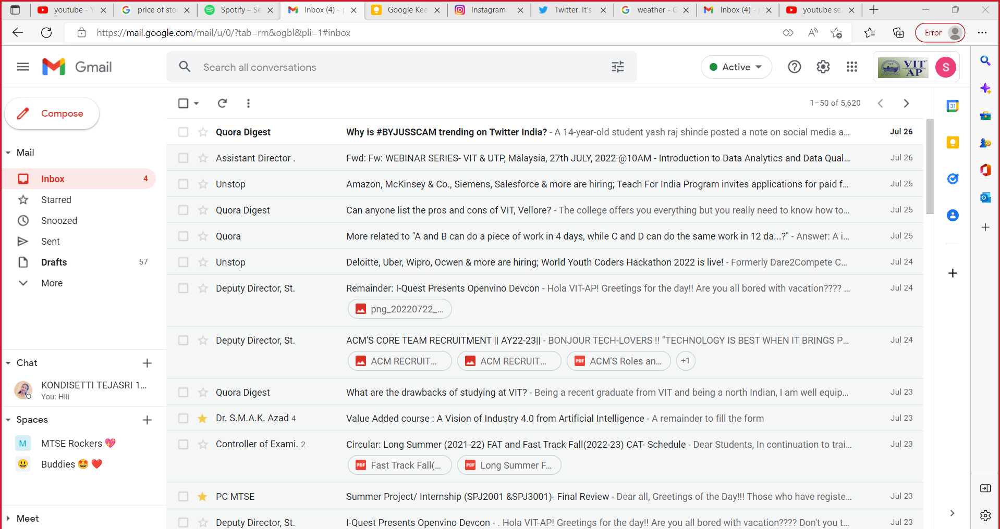 youtube - Y
price of sto
Spotify – Se
Inbox (4) - p
Google Kee
Instagram
Twitter. It's
weather - G
Inbox (4) - p
youtube se
https://mail.google.com/mail/u/0/?tab=rm&ogbl&pli=1#inbox
Error
Gmail
Search all conversations
Active
VIT AP
S
Compose
1–50 of 5,620
31
Mail
Inbox 4
Starred
Snoozed
Sent
Drafts 57
More
Chat
KONDISETTI TEJASRI 1...
You: Hiii
Spaces
M MTSE Rockers 💖
Buddies 🤩 ❤️
Meet
Quora Digest Why is #BYJUSSCAM trending on Twitter India? - A 14-year-old student yash raj shinde posted a note on social media a... Jul 26
Assistant Director . Fwd: Fw: WEBINAR SERIES- VIT & UTP, Malaysia, 27th JULY, 2022 @10AM - Introduction to Data Analytics and Data Qual... Jul 26
Unstop Amazon, McKinsey & Co., Siemens, Salesforce & more are hiring; Teach For India Program invites applications for paid f... Jul 25
Quora Digest Can anyone list the pros and cons of VIT, Vellore? - The college offers you everything but you really need to know how to... Jul 25
Quora More related to "A and B can do a piece of work in 4 days, while C and D can do the same work in 12 da...?" - Answer: A i... Jul 25
Unstop Deloitte, Uber, Wipro, Ocwen & more are hiring; World Youth Coders Hackathon 2022 is live! - Formerly Dare2Compete C... Jul 24
Deputy Director, St. Remainder: I-Quest Presents Openvino Devcon - Hola VIT-AP! Greetings for the day!! Are you all bored with vacation???? ... Jul 24
png_20220722_...
Deputy Director, St. ACM'S CORE TEAM RECRUITMENT || AY22-23|| - BONJOUR TECH-LOVERS !! "TECHNOLOGY IS BEST WHEN IT BRINGS P... Jul 24
ACM RECRUIT... ACM RECRUIT... PDF ACM'S Roles an... +1
Quora Digest What are the drawbacks of studying at VIT? - Being a recent graduate from VIT and being a north Indian, I am well equip... Jul 23
Dr. S.M.A.K. Azad 4 Value Added course : A Vision of Industry 4.0 from Artificial Intelligence - A remainder to fill the form Jul 23
Controller of Exami. 2 Circular: Long Summer (2021-22) FAT and Fast Track Fall(2022-23) CAT- Schedule - Dear Students, In continuation to trai... Jul 23
PDF Fast Track Fall(... PDF Long Summer F...
PC MTSE Summer Project/ Internship (SPJ2001 &SPJ3001)- Final Review - Dear all, Greetings of the Day!!! Those who have registe... Jul 23
Deputy Director, St. I-Quest Presents Openvino Devcon - . Hola VIT-AP! Greetings for the day!! Are you all bored with vacation???? Don't you t... Jul 23